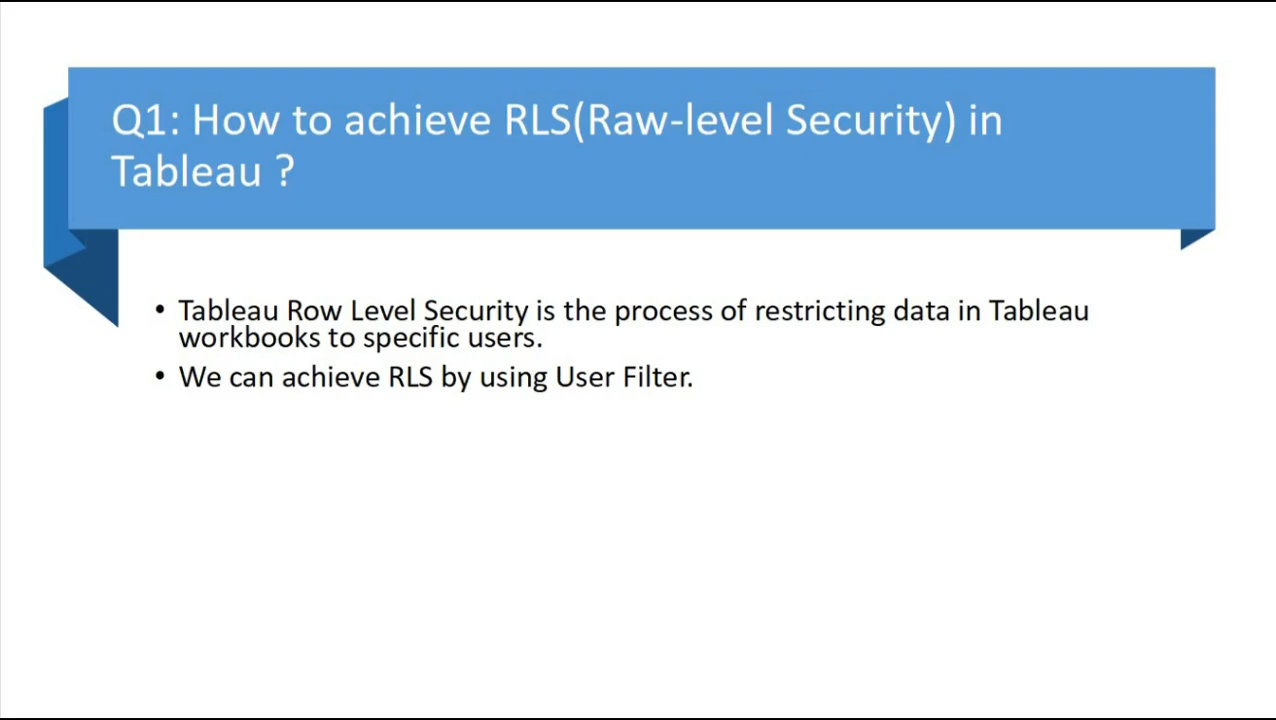 Q1: How to achieve RLS(Raw-level Security) in
Tableau ?
• Tableau Row Level Security is the process of restricting data in Tableau
workbooks to specific users.
• We can achieve RLS by using User Filter.